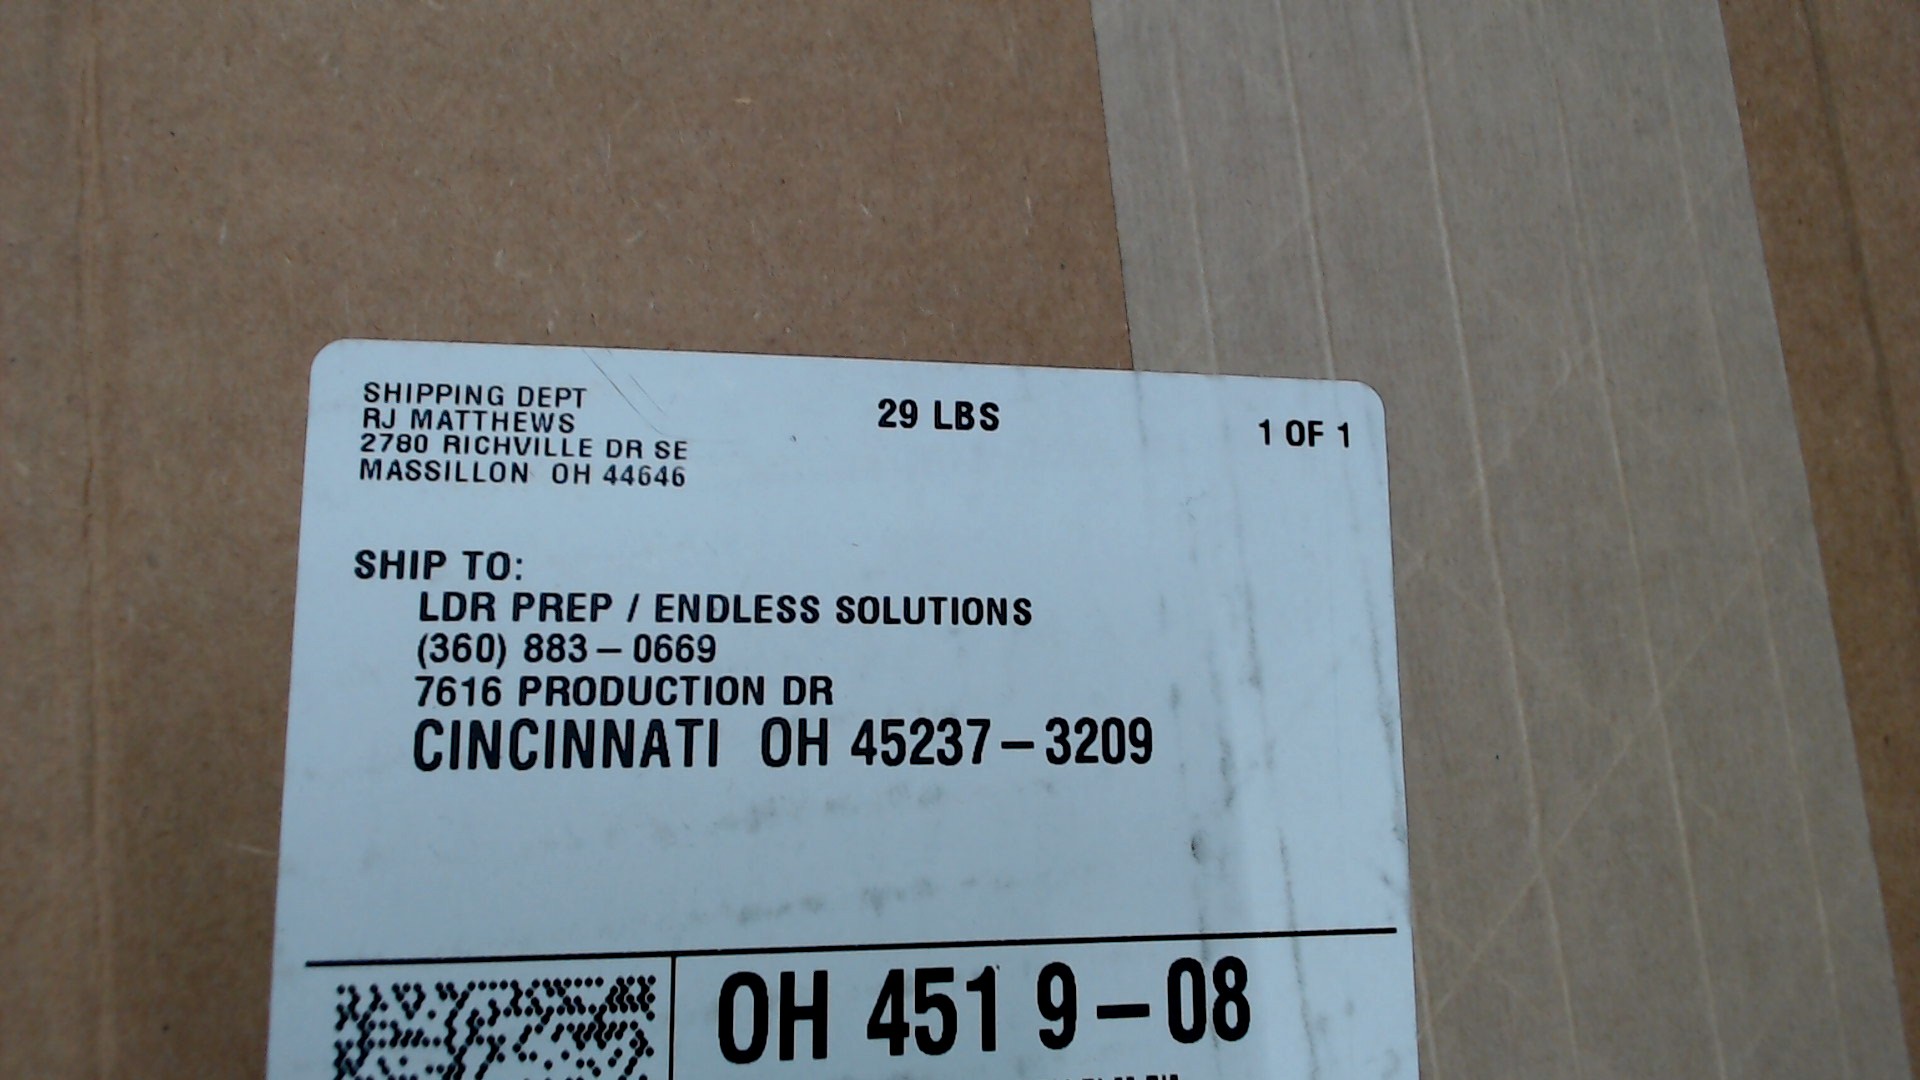 SHIPPING DEPT
RJ MATTHEWS
2780 RICHVILLE DR SE
MASSILLON OH 44646
29 LBS
1 OF 1
SHIP TO:
LDR PREP / ENDLESS SOLUTIONS
(360) 883-0669
7616 PRODUCTION DR
CINCINNATI OH 45237-3209
OH 451 9-08